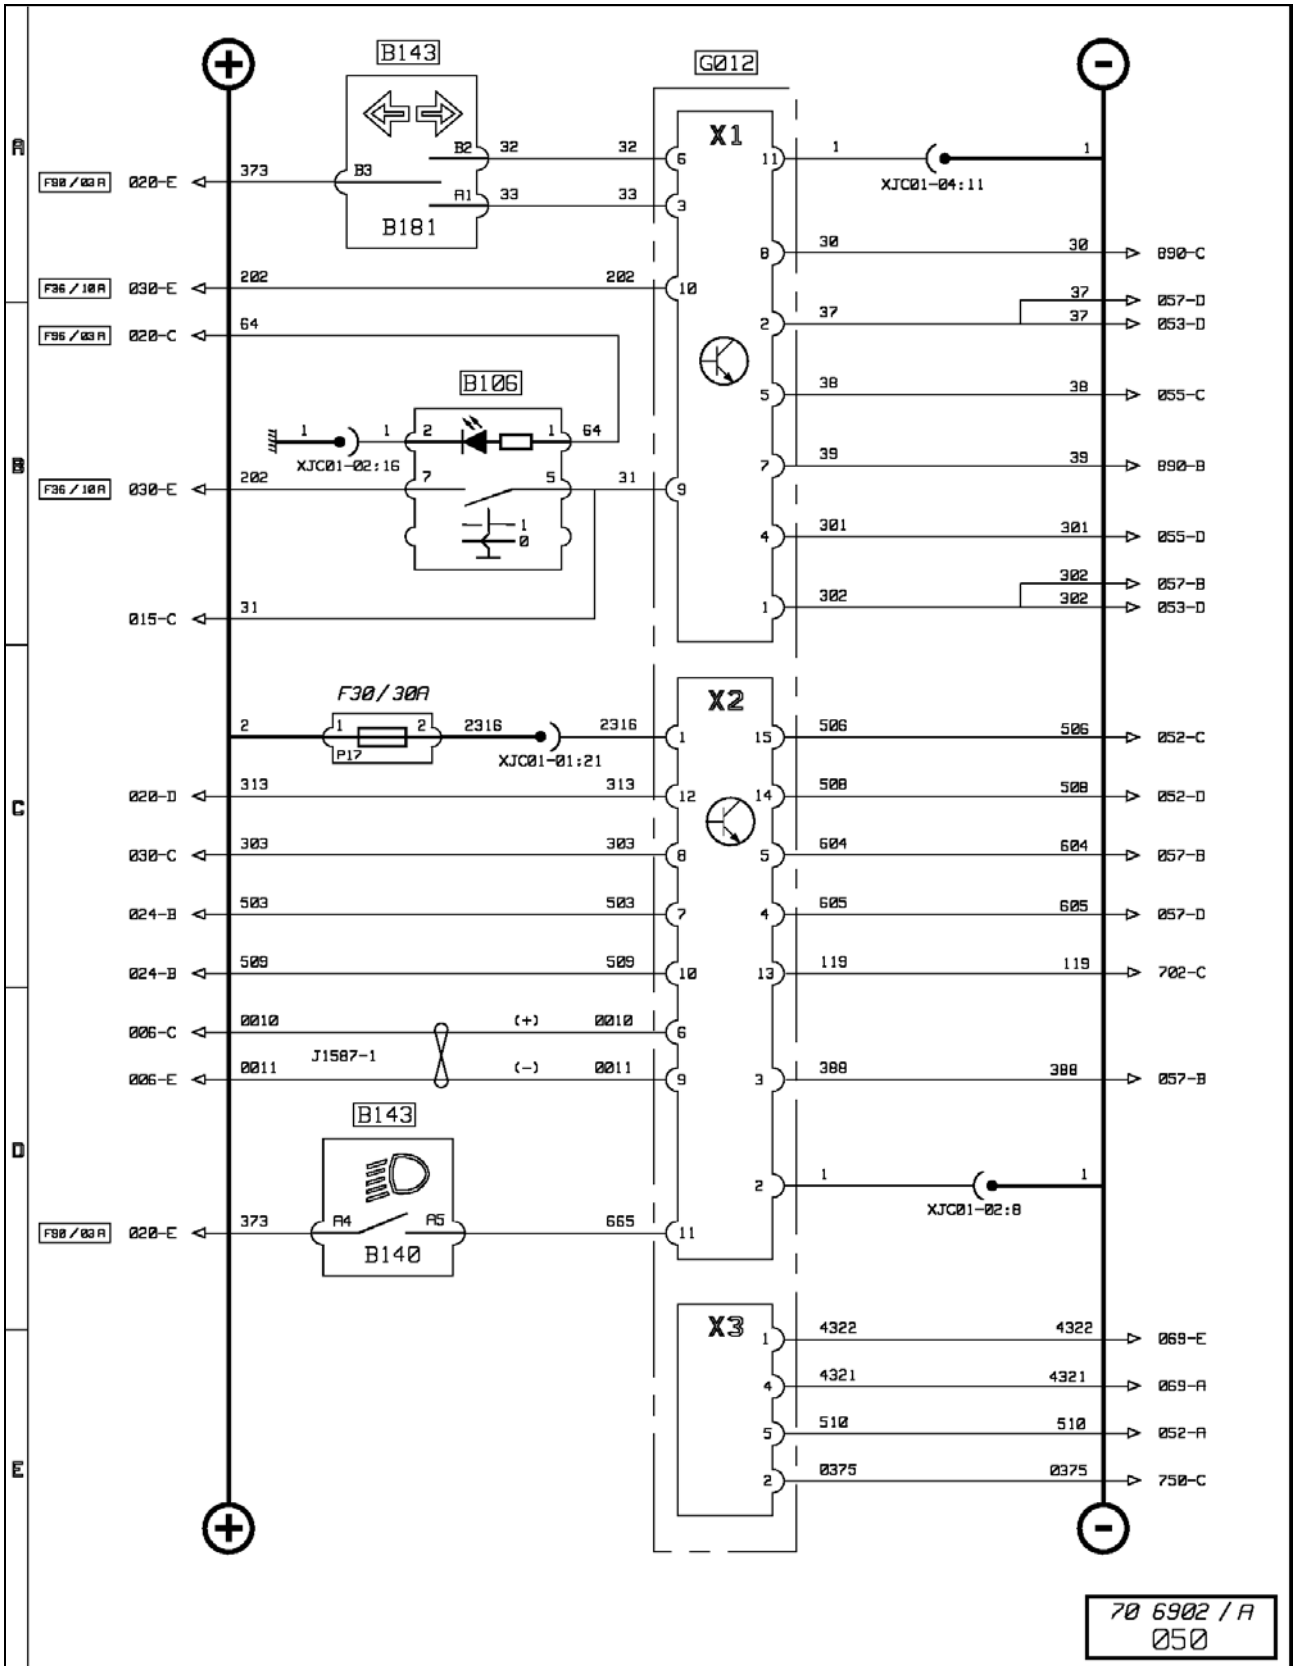 B143
G012
X1
A
B2 32 32 6 11 1 1
373 B3
F90/03A 020-E
XJC01-04:11
A1 33 33 3
B181
8 30 30 890-C
202 202 10
F36/10A 030-E
37 057-D
2 37 37 053-D
64
F96/03A 020-C
B106
5 38 38 055-C
1 1 2 1 64
XJC01-02:16
B
7 39 39 890-B
202 7 5 31 9
F36/10A 030-E
1
0
4 301 301 055-D
302 057-B
1 302 302 053-D
31
015-C
F30/30A
X2
2 1 2 2316 2316 1 15 506 506 052-C
P17
XJC01-01:21
C
020-D 313 313 12 14 508 508 052-D
030-C 303 303 8 5 604 604 057-B
024-B 503 503 7 4 605 605 057-D
024-B 509 509 10 13 119 119 702-C
006-C 0010 (+) 0010 6
J1587-1
006-E 0011 (-) 0011 9 3 388 388 057-B
B143
D
2 1 1
XJC01-02:8
F90/03A 020-E 373 A4 A5 665 11
B140
X3
1 4322 4322 069-E
4 4321 4321 069-A
5 510 510 052-A
E
2 0375 0375 750-C
70 6902 / A
050